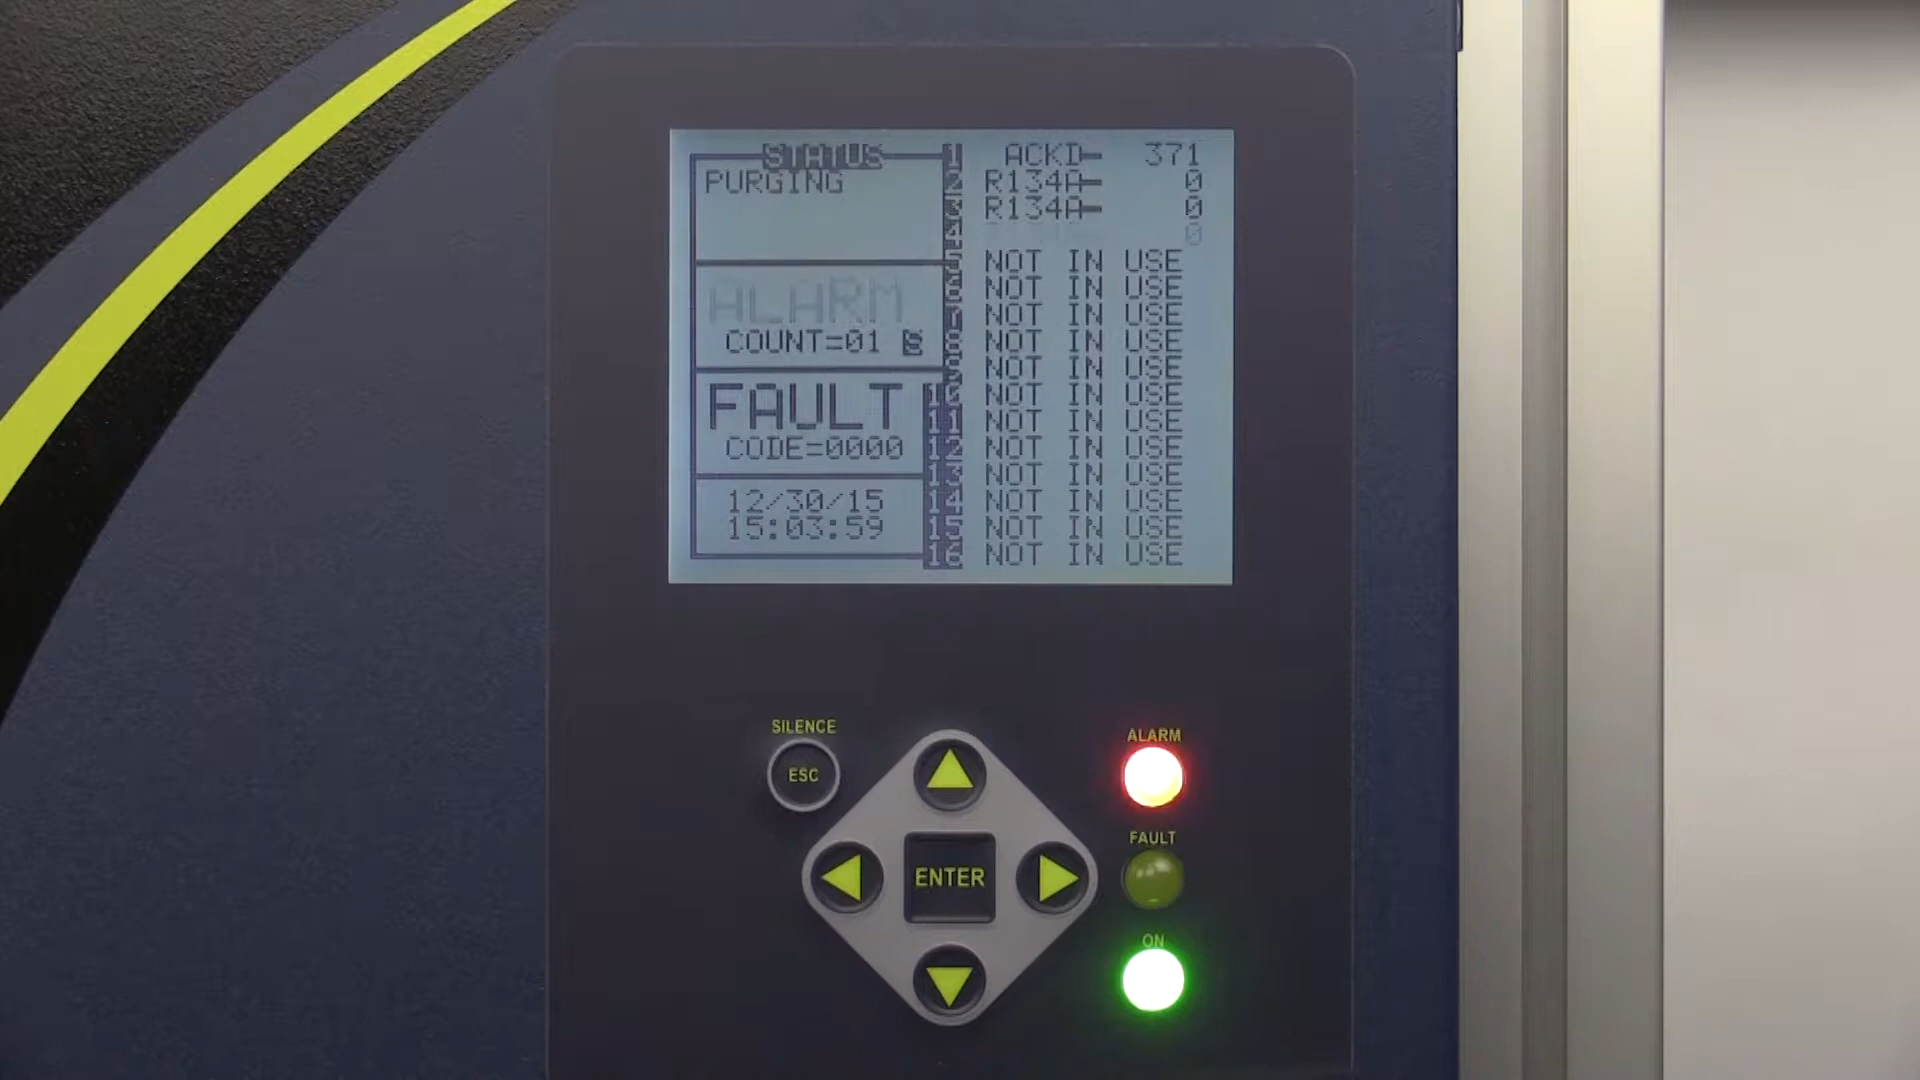 STATUS
PURGING
ALARM
COUNT=01 S
FAULT
CODE=0000
12/30/15
15:03:59
1 ACKD- 371
2 R134A- 0
3 R134A- 0
4 0
5 NOT IN USE
6 NOT IN USE
7 NOT IN USE
8 NOT IN USE
9 NOT IN USE
10 NOT IN USE
11 NOT IN USE
12 NOT IN USE
13 NOT IN USE
14 NOT IN USE
15 NOT IN USE
16 NOT IN USE
SILENCE
ESC
ENTER
ALARM
FAULT
ON